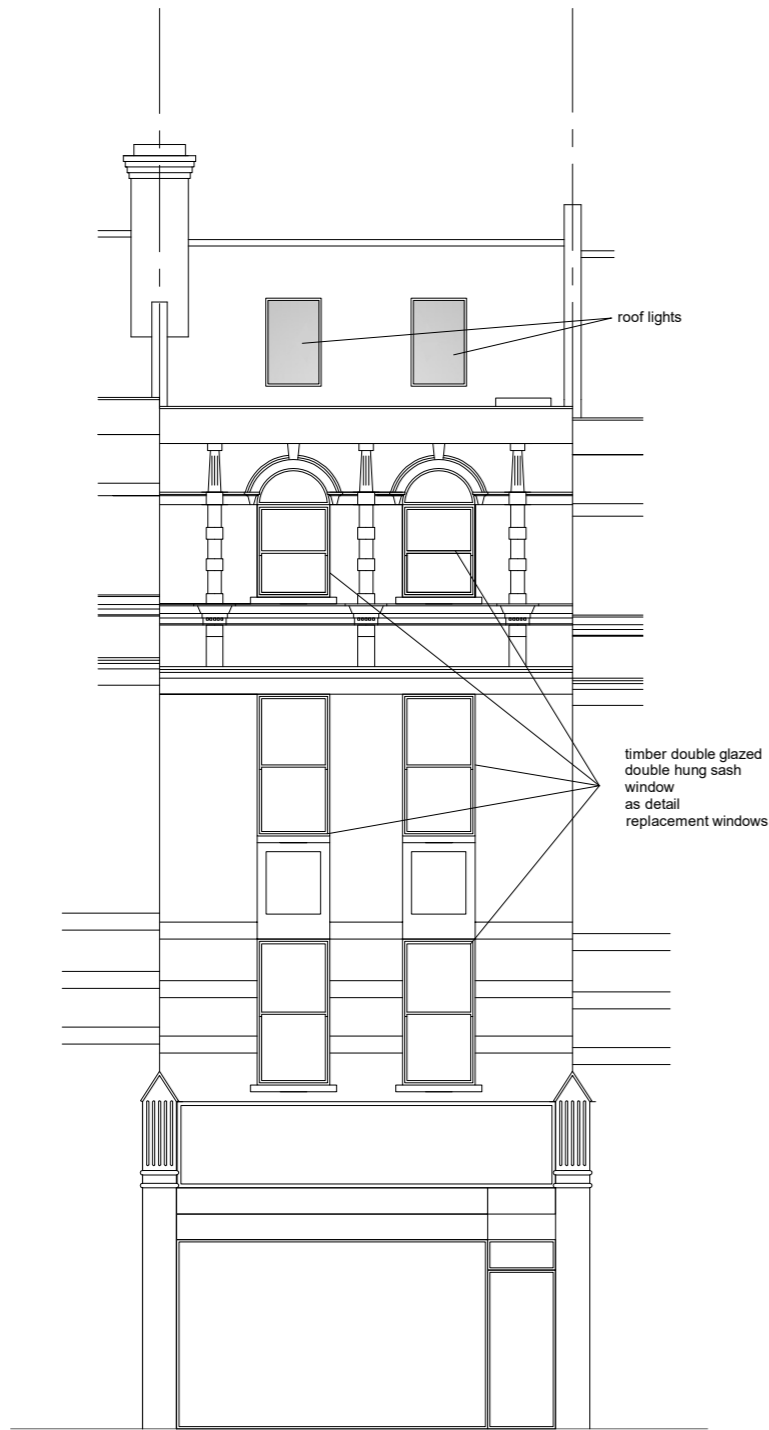 roof lights
timber double glazed
double hung sash
window
as detail
replacement windows